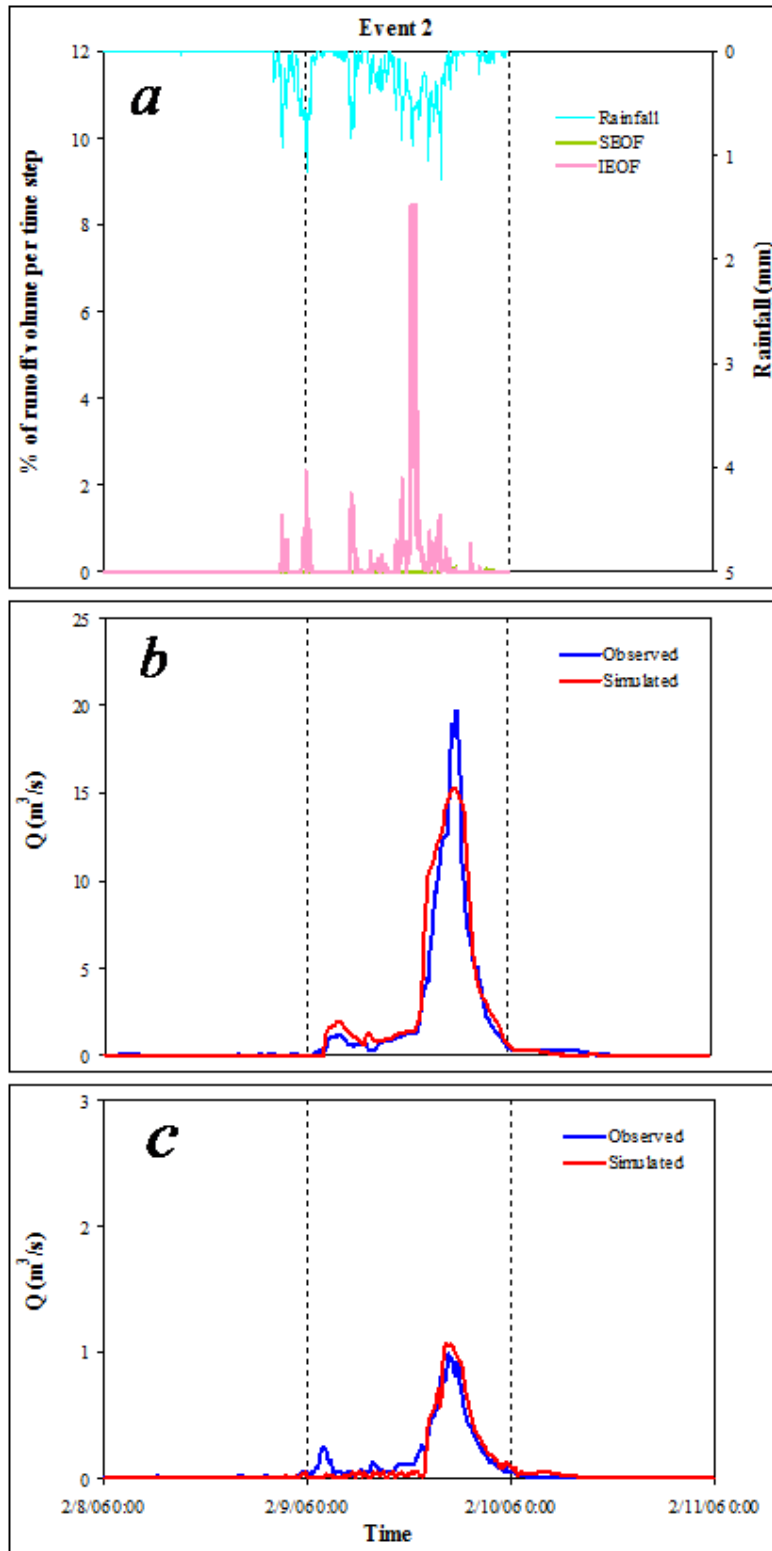 Event 2
a
12
10
8
6
4
2
0
% of runoff volume per time step
0
1
2
3
4
5
Rainfall (mm)
Rainfall
SEOF
IEOF
b
25
20
15
10
5
0
Q (m³/s)
Observed
Simulated
c
3
2
1
0
Q (m³/s)
Observed
Simulated
2/8/06 0:00
2/9/06 0:00
2/10/06 0:00
2/11/06 0:00
Time